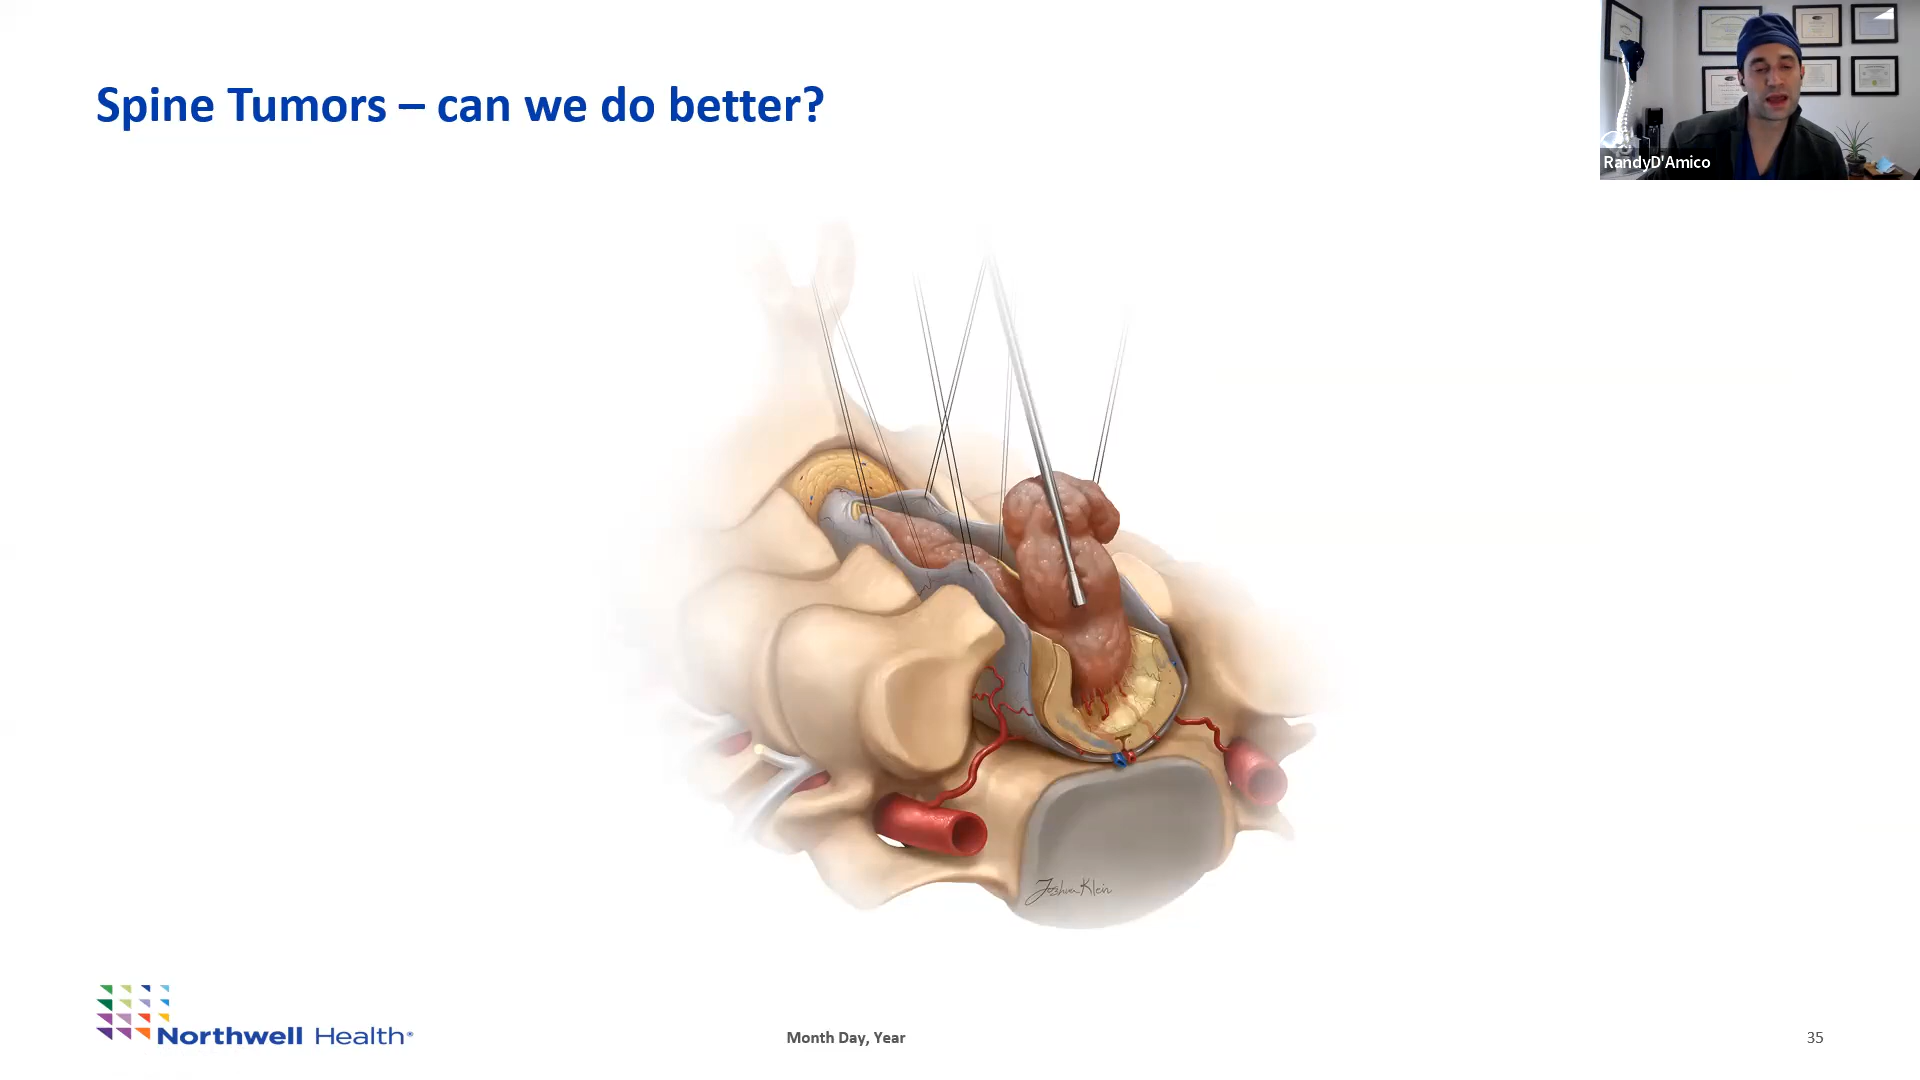 Spine Tumors – can we do better?
RandyD'Amico
Joshua Klein
Northwell Health®
Month Day, Year
35